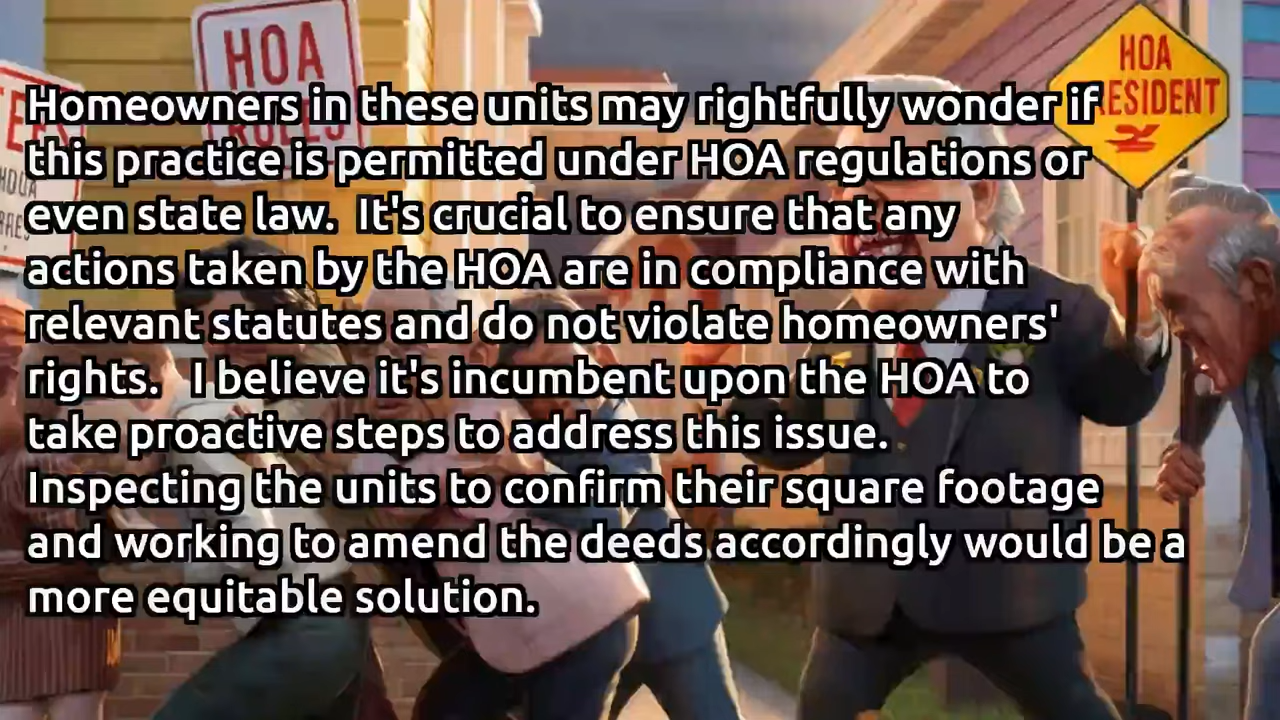 HOA
HOA
Homeowners in these units may rightfully wonder if
this practice is permitted under HOA regulations or
even state law.  It's crucial to ensure that any
actions taken by the HOA are in compliance with
relevant statutes and do not violate homeowners'
rights.   I believe it's incumbent upon the HOA to
take proactive steps to address this issue.
Inspecting the units to confirm their square footage
and working to amend the deeds accordingly would be a
more equitable solution.